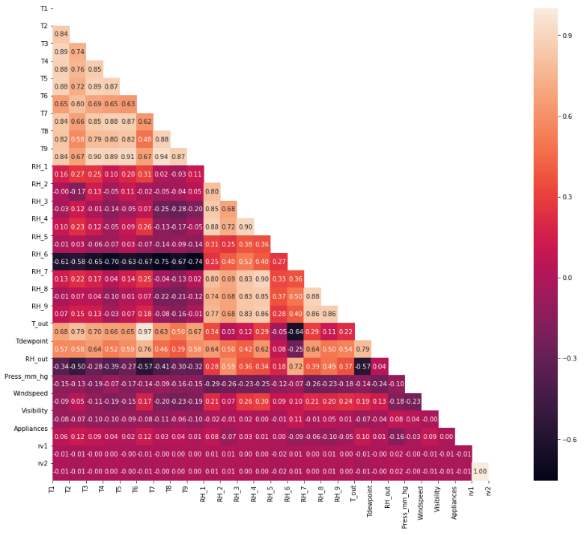 T1
T2 0.84
T3 0.89 0.74
T4 0.88 0.76 0.85
T5 0.88 0.72 0.89 0.87
T6 0.65 0.80 0.69 0.65 0.63
T7 0.84 0.66 0.85 0.88 0.87 0.62
T8 0.82 0.58 0.79 0.80 0.82 0.48 0.88
T9 0.84 0.67 0.90 0.89 0.91 0.67 0.94 0.87
RH_1 0.16 0.27 0.25 0.10 0.20 0.31 0.02 -0.03 0.11
RH_2 -0.00 -0.17 0.13 -0.05 0.11 -0.02 -0.04 0.05 0.80
RH_3 -0.03 0.12 -0.01 -0.14 -0.05 0.07 -0.25 -0.28 -0.20 0.85 0.68
RH_4 0.10 0.23 0.12 -0.05 0.09 0.26 -0.13 -0.17 -0.05 0.88 0.72 0.90
RH_5 -0.01 0.03 -0.06 -0.07 0.03 -0.07 -0.14 -0.09 -0.14 0.31 0.25 0.38 0.36
RH_6 -0.61 -0.58 -0.65 -0.70 -0.63 -0.67 -0.75 -0.67 -0.74 0.25 0.40 0.52 0.40 0.27
RH_7 0.13 0.22 0.17 0.04 0.14 0.25 -0.04 -0.13 0.02 0.80 0.69 0.83 0.90 0.33 0.36
RH_8 -0.01 0.07 0.04 -0.10 0.01 0.07 -0.22 -0.21 -0.12 0.74 0.68 0.83 0.85 0.37 0.50 0.88
RH_9 0.07 0.15 0.13 -0.03 0.07 0.18 -0.08 -0.16 -0.01 0.77 0.68 0.83 0.86 0.28 0.40 0.86 0.86
T_out 0.68 0.79 0.70 0.66 0.65 0.97 0.63 0.50 0.67 0.34 0.03 0.12 0.29 -0.05 -0.64 0.29 0.11 0.22
Tdewpoint 0.57 0.58 0.64 0.52 0.59 0.76 0.46 0.39 0.58 0.64 0.50 0.42 0.62 0.08 -0.25 0.64 0.50 0.54 0.79
RH_out -0.34 -0.50 -0.28 -0.39 -0.27 -0.57 -0.41 -0.30 -0.32 0.28 0.59 0.36 0.34 0.18 0.72 0.39 0.49 0.37 -0.57 0.04
Press_mm_hg -0.15 -0.13 -0.19 -0.07 -0.17 -0.14 -0.09 -0.16 -0.15 -0.29 -0.26 -0.23 -0.25 -0.12 -0.07 -0.26 -0.23 -0.18 -0.14 -0.24 -0.10
Windspeed -0.09 0.05 -0.11 -0.19 -0.15 0.17 -0.20 -0.23 -0.19 0.21 0.07 0.26 0.30 0.09 0.10 0.21 0.20 0.24 0.19 0.13 -0.18 -0.23
Visibility -0.08 -0.07 -0.10 -0.10 -0.08 -0.08 -0.11 -0.06 -0.10 -0.02 -0.01 0.02 0.00 -0.01 0.11 -0.01 0.05 0.01 -0.07 -0.04 0.08 0.04 -0.00
Appliances 0.06 0.12 0.09 0.04 0.02 0.12 0.03 0.04 0.01 0.09 -0.07 0.03 0.01 0.00 -0.09 -0.06 -0.10 -0.05 0.10 0.01 -0.16 -0.03 0.09 0.00
rv1 -0.01 -0.01 -0.00 -0.00 -0.01 -0.00 -0.00 -0.00 -0.00 0.00 0.01 0.00 0.00 -0.01 0.01 0.00 0.00 -0.00 -0.01 0.00 0.02 0.00 -0.01 -0.01 -0.01
rv2 -0.01 -0.01 -0.00 -0.00 -0.01 -0.00 -0.00 -0.00 -0.00 0.00 0.01 0.00 0.00 -0.01 0.01 0.00 0.00 -0.00 -0.01 0.00 0.02 0.00 -0.01 -0.01 -0.01 1.00
T1 T2 T3 T4 T5 T6 T7 T8 T9 RH_1 RH_2 RH_3 RH_4 RH_5 RH_6 RH_7 RH_8 RH_9 T_out Tdewpoint RH_out Press_mm_hg Windspeed Visibility Appliances rv1 rv2
0.9
0.6
0.3
0.0
−0.3
−0.6